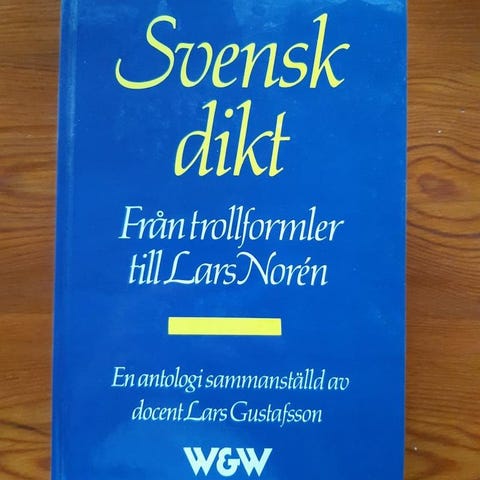 Svensk
dikt
Från trollformler
till Lars Norén
En antologi sammanställd av
docent Lars Gustafsson
W&W